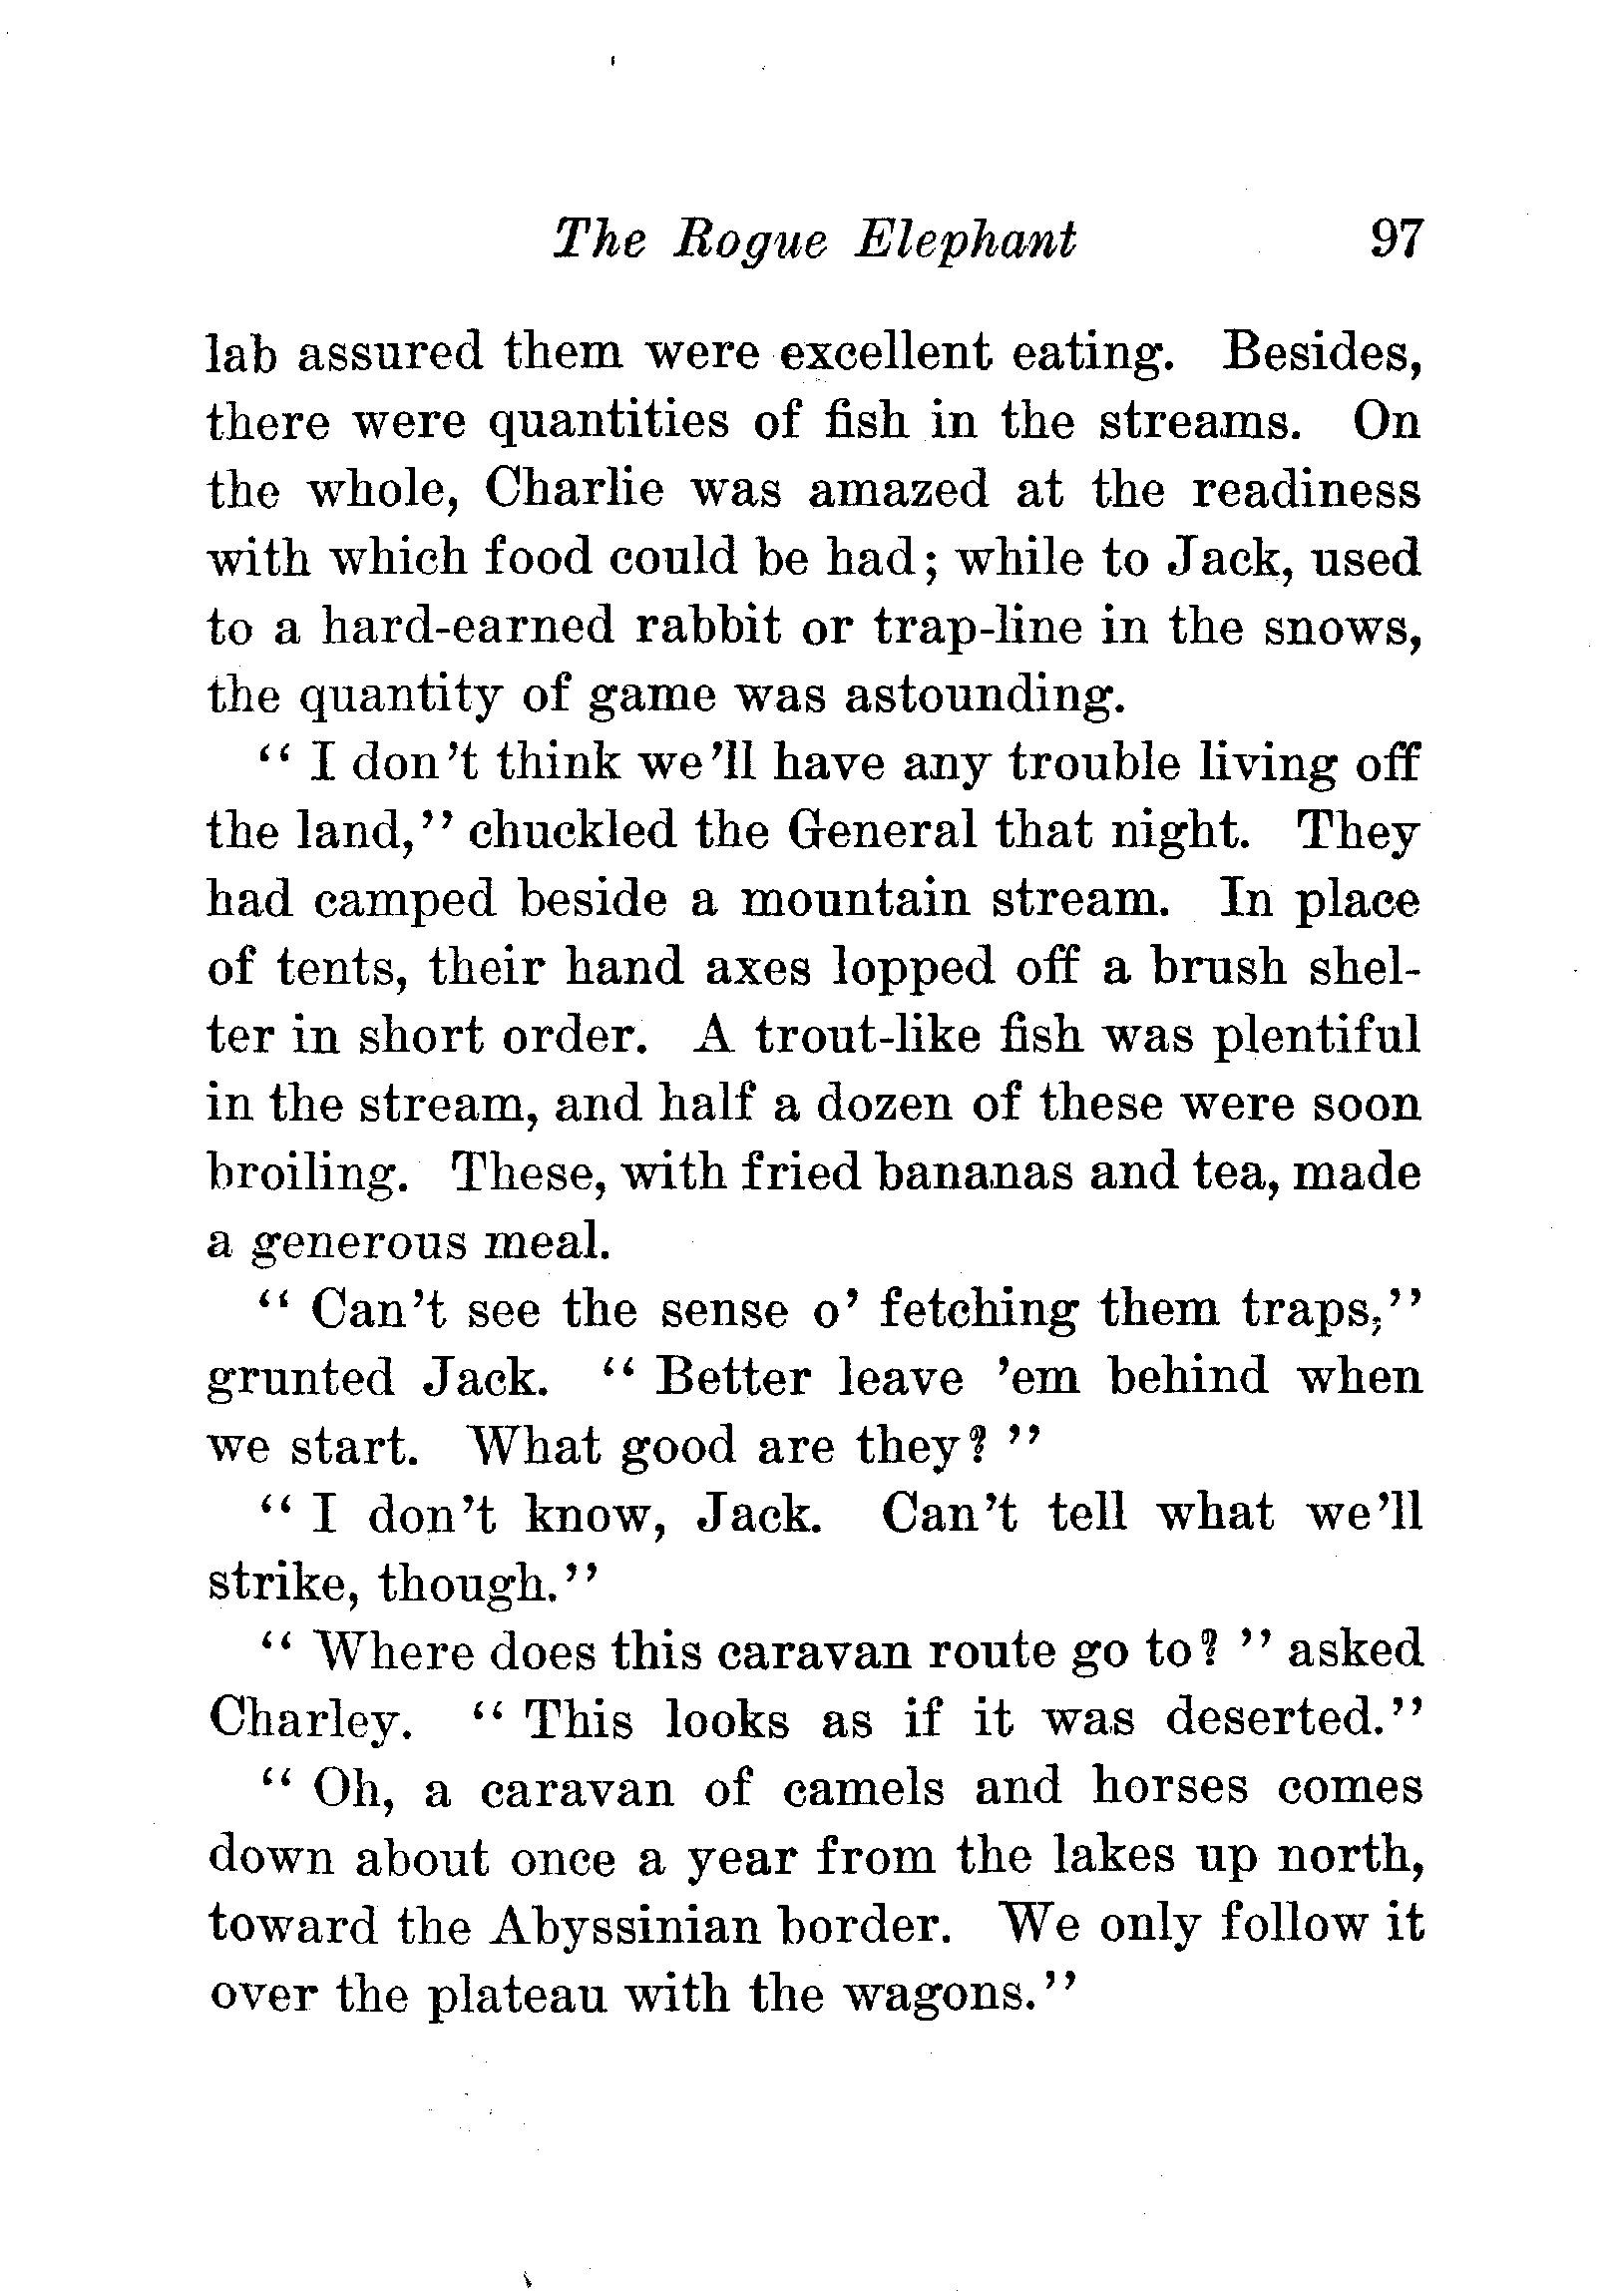 The Rogue Elephant 97
lab assured them were excellent eating. Besides,
there were quantities of fish in the streams. On
the whole, Charlie was amazed at the readiness
with which food could be had; while to Jack, used
to a hard-earned rabbit or trap-line in the snows,
the quantity of game was astounding.
“ I don’t think we’ll have any trouble living off
the land,” chuckled the General that night. They
had camped beside a mountain stream. In place
of tents, their hand axes lopped off a brush shel-
ter in short order. A trout-like fish was plentiful
in the stream, and half a dozen of these were soon
broiling. These, with fried bananas and tea, made
a generous meal.
“ Can’t see the sense o’ fetching them traps,”
grunted Jack. “ Better leave ’em behind when
we start. What good are they? ”
“ I don’t know, Jack. Can’t tell what we’ll
strike, though.”
“ Where does this caravan route go to? ” asked
Charley. “ This looks as if it was deserted.”
“ Oh, a caravan of camels and horses comes
down about once a year from the lakes up north,
toward the Abyssinian border. We only follow it
over the plateau with the wagons.”